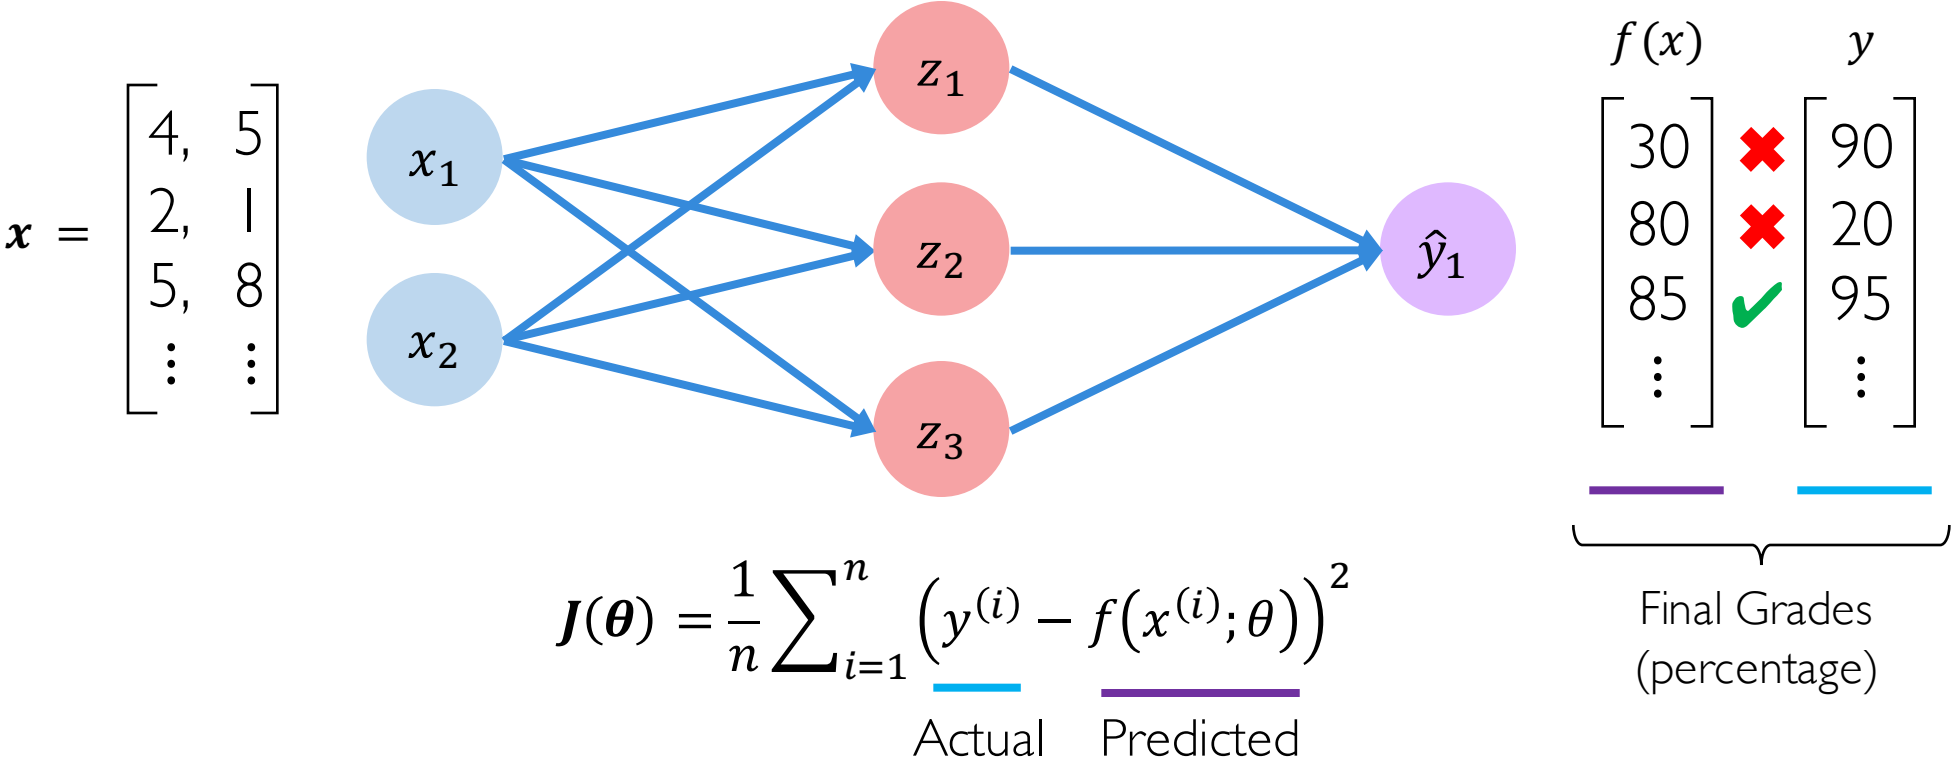 x =
4, 5
2, 1
5, 8
⋮ ⋮
x₁
x₂
z₁
z₂
z₃
ŷ₁
f(x) y
30 ✖ 90
80 ✖ 20
85 ✔ 95
⋮ ⋮
Final Grades
(percentage)
J(θ) = 1/n ∑ᵢ₌₁ⁿ (y⁽ⁱ⁾ − f(x⁽ⁱ⁾; θ))²
Actual Predicted